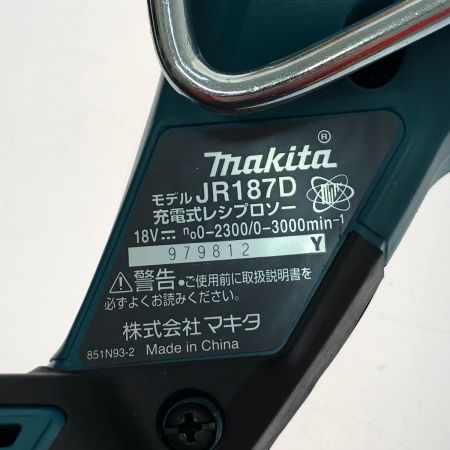 makita®
モデル JR187D
充電式レシプロソー
18V⎓ n₀0-2300/0-3000min⁻¹
979812 Y
⚠警告・ご使用前に取扱説明書を
必ずよくお読みください。
株式会社マキタ
851N93-2 Made in China